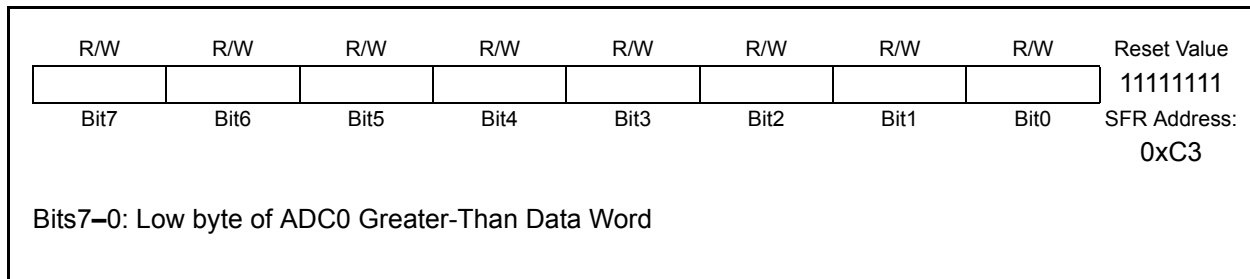 R/W R/W R/W R/W R/W R/W R/W R/W Reset Value
11111111
Bit7 Bit6 Bit5 Bit4 Bit3 Bit2 Bit1 Bit0 SFR Address:
0xC3
Bits7–0: Low byte of ADC0 Greater-Than Data Word